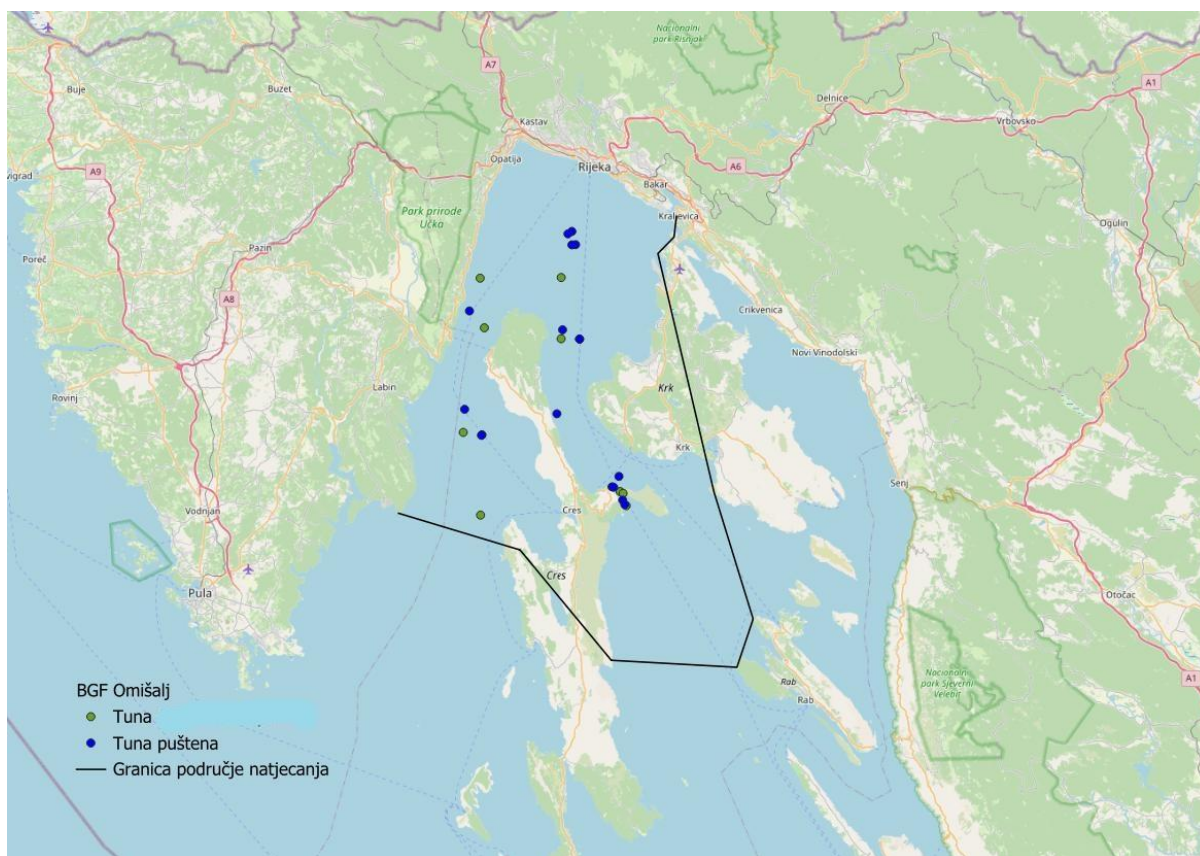 Nacionalni
park Risnjak
A7
Buje
Buzet
Delnice
A1
Kastav
Vrbovsko
Opatija
Rijeka
A6
A9
Bakar
vigrad
Park prirode
Učka
Kraljevica
Ogulin
Pazin
Poreč
A8
Crikvenica
Novi Vinodolski
Labin
Krk
Rovinj
Krk
Senj
Vodnjan
Cres
Cres
Pula
Otočac
Nacionalni
park Sjeverni
Velebit
A1
Rab
Rab
BGF Omišalj
Tuna
Tuna puštena
Granica područje natjecanja